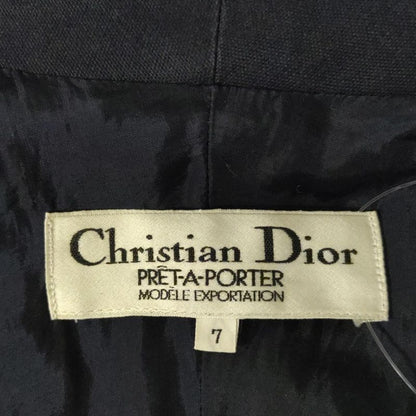 Christian Dior
PRÊT-A-PORTER
MODÈLE EXPORTATION
7